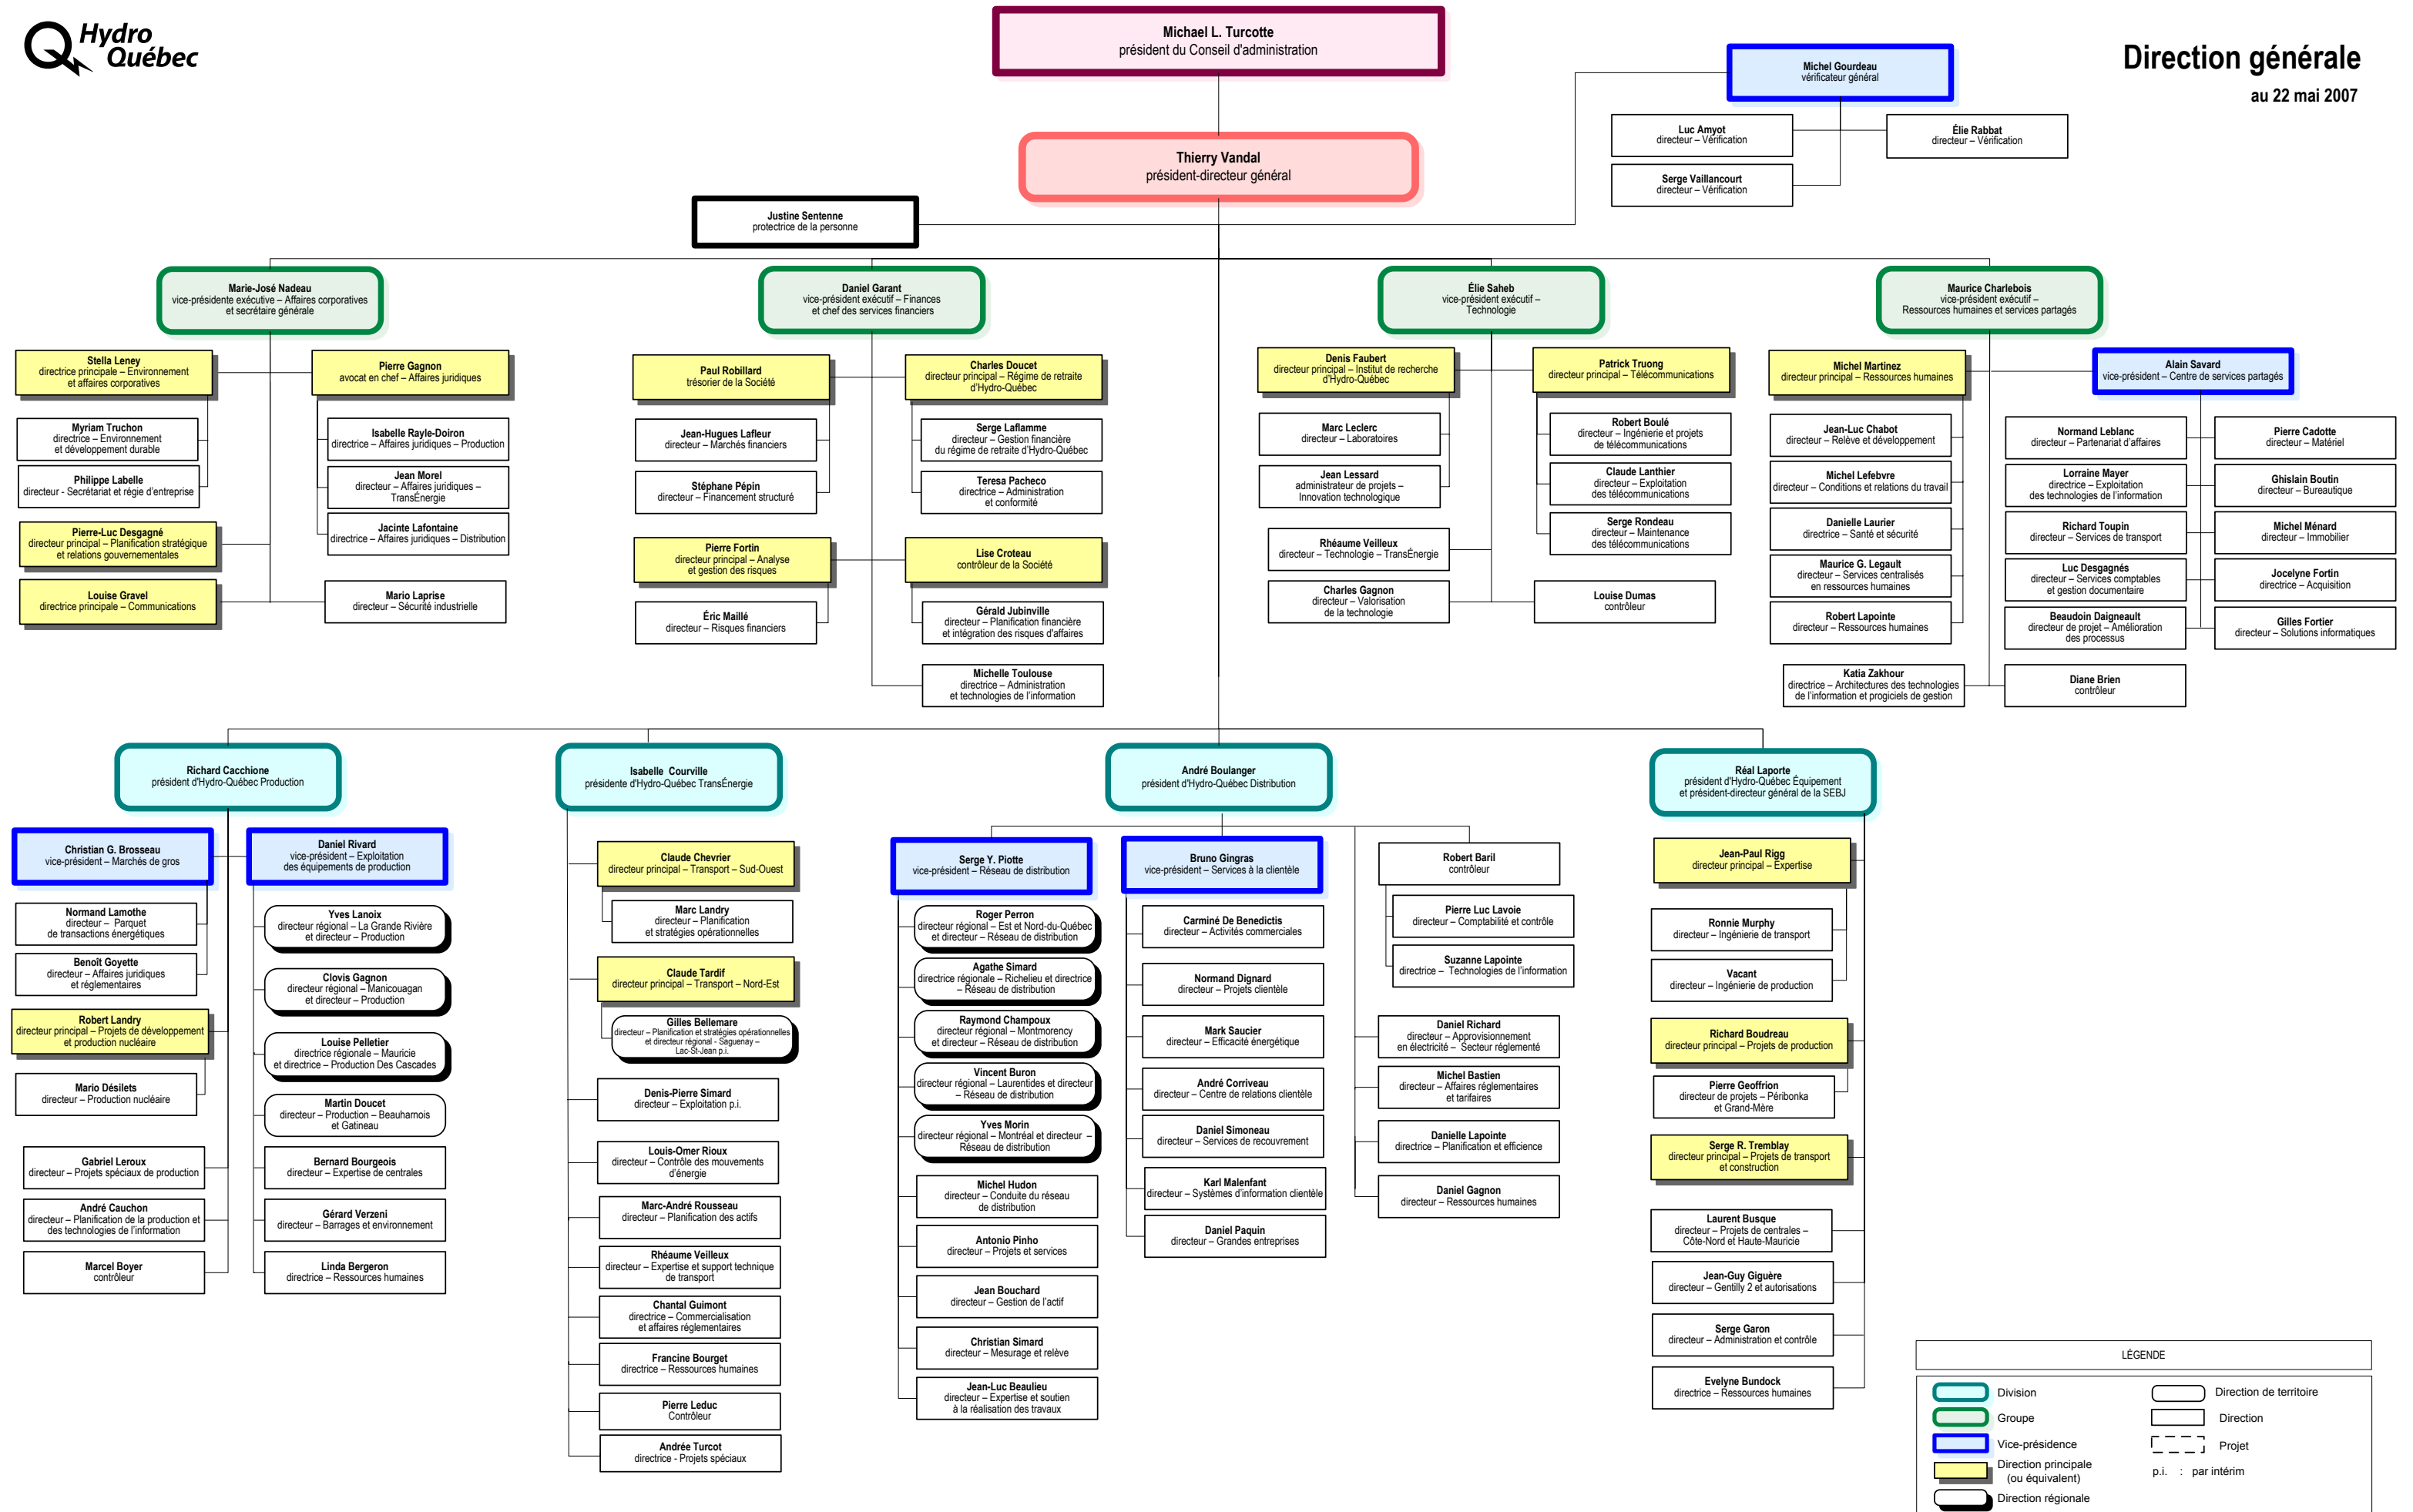 Hydro
Québec
Direction générale
au 22 mai 2007
Michael L. Turcotte
président du Conseil d'administration
Thierry Vandal
président-directeur général
Michel Gourdeau
vérificateur général
Luc Amyot
directeur – Vérification
Élie Rabbat
directeur – Vérification
Serge Vaillancourt
directeur – Vérification
Justine Sentenne
protectrice de la personne
Marie-José Nadeau
vice-présidente exécutive – Affaires corporatives
et secrétaire générale
Stella Leney
directrice principale – Environnement
et affaires corporatives
Pierre Gagnon
avocat en chef – Affaires juridiques
Myriam Truchon
directrice – Environnement
et développement durable
Philippe Labelle
directeur - Secrétariat et régie d'entreprise
Isabelle Rayle-Doiron
directrice – Affaires juridiques – Production
Jean Morel
directeur – Affaires juridiques –
TransÉnergie
Jacinte Lafontaine
directrice – Affaires juridiques – Distribution
Pierre-Luc Desgagné
directeur principal – Planification stratégique
et relations gouvernementales
Louise Gravel
directrice principale – Communications
Mario Laprise
directeur – Sécurité industrielle
Daniel Garant
vice-président exécutif – Finances
et chef des services financiers
Paul Robillard
trésorier de la Société
Charles Doucet
directeur principal – Régime de retraite
d'Hydro-Québec
Jean-Hugues Lafleur
directeur – Marchés financiers
Stéphane Pépin
directeur – Financement structuré
Serge Laflamme
directeur – Gestion financière
du régime de retraite d'Hydro-Québec
Teresa Pacheco
directrice – Administration
et conformité
Pierre Fortin
directeur principal – Analyse
et gestion des risques
Lise Croteau
contrôleur de la Société
Éric Maillé
directeur – Risques financiers
Gérald Jubinville
directeur – Planification financière
et intégration des risques d'affaires
Michelle Toulouse
directrice – Administration
et technologies de l'information
Élie Saheb
vice-président exécutif –
Technologie
Denis Faubert
directeur principal – Institut de recherche
d'Hydro-Québec
Patrick Truong
directeur principal – Télécommunications
Marc Leclerc
directeur – Laboratoires
Jean Lessard
administrateur de projets –
Innovation technologique
Robert Boulé
directeur – Ingénierie et projets
de télécommunications
Claude Lanthier
directeur – Exploitation
des télécommunications
Serge Rondeau
directeur – Maintenance
des télécommunications
Rhéaume Veilleux
directeur – Technologie – TransÉnergie
Charles Gagnon
directeur – Valorisation
de la technologie
Louise Dumas
contrôleur
Maurice Charlebois
vice-président exécutif –
Ressources humaines et services partagés
Michel Martinez
directeur principal – Ressources humaines
Alain Savard
vice-président – Centre de services partagés
Jean-Luc Chabot
directeur – Relève et développement
Michel Lefebvre
directeur – Conditions et relations du travail
Danielle Laurier
directrice – Santé et sécurité
Maurice G. Legault
directeur – Services centralisés
en ressources humaines
Robert Lapointe
directeur – Ressources humaines
Normand Leblanc
directeur – Partenariat d'affaires
Pierre Cadotte
directeur – Matériel
Lorraine Mayer
directrice – Exploitation
des technologies de l'information
Ghislain Boutin
directeur – Bureautique
Richard Toupin
directeur – Services de transport
Michel Ménard
directeur – Immobilier
Luc Desgagnés
directeur – Services comptables
et gestion documentaire
Jocelyne Fortin
directrice – Acquisition
Beaudoin Daigneault
directeur de projet – Amélioration
des processus
Gilles Fortier
directeur – Solutions informatiques
Katia Zakhour
directrice – Architectures des technologies
de l'information et progiciels de gestion
Diane Brien
contrôleur
Richard Cacchione
président d'Hydro-Québec Production
Christian G. Brosseau
vice-président – Marchés de gros
Daniel Rivard
vice-président – Exploitation
des équipements de production
Normand Lamothe
directeur – Parquet
de transactions énergétiques
Benoît Goyette
directeur – Affaires juridiques
et réglementaires
Robert Landry
directeur principal – Projets de développement
et production nucléaire
Mario Désilets
directeur – Production nucléaire
Gabriel Leroux
directeur – Projets spéciaux de production
André Cauchon
directeur – Planification de la production et
des technologies de l'information
Marcel Boyer
contrôleur
Yves Lanoix
directeur régional – La Grande Rivière
et directeur – Production
Clovis Gagnon
directeur régional – Manicouagan
et directeur – Production
Louise Pelletier
directrice régionale – Mauricie
et directrice – Production Des Cascades
Martin Doucet
directeur – Production – Beauharnois
et Gatineau
Bernard Bourgeois
directeur – Expertise de centrales
Gérard Verzeni
directeur – Barrages et environnement
Linda Bergeron
directrice – Ressources humaines
Isabelle Courville
présidente d'Hydro-Québec TransÉnergie
Claude Chevrier
directeur principal – Transport – Sud-Ouest
Marc Landry
directeur – Planification
et stratégies opérationnelles
Claude Tardif
directeur principal – Transport – Nord-Est
Gilles Bellemare
directeur – Planification et stratégies opérationnelles
et directeur régional - Saguenay –
Lac-St-Jean p.i.
Denis-Pierre Simard
directeur – Exploitation p.i.
Louis-Omer Rioux
directeur – Contrôle des mouvements
d'énergie
Marc-André Rousseau
directeur – Planification des actifs
Rhéaume Veilleux
directeur – Expertise et support technique
de transport
Chantal Guimont
directrice – Commercialisation
et affaires réglementaires
Francine Bourget
directrice – Ressources humaines
Pierre Leduc
Contrôleur
Andrée Turcot
directrice - Projets spéciaux
André Boulanger
président d'Hydro-Québec Distribution
Serge Y. Piotte
vice-président – Réseau de distribution
Roger Perron
directeur régional – Est et Nord-du-Québec
et directeur – Réseau de distribution
Agathe Simard
directrice régionale – Richelieu et directrice
– Réseau de distribution
Raymond Champoux
directeur régional – Montmorency
et directeur – Réseau de distribution
Vincent Buron
directeur régional – Laurentides et directeur
– Réseau de distribution
Yves Morin
directeur régional – Montréal et directeur –
Réseau de distribution
Michel Hudon
directeur – Conduite du réseau
de distribution
Antonio Pinho
directeur – Projets et services
Jean Bouchard
directeur – Gestion de l'actif
Christian Simard
directeur – Mesurage et relève
Jean-Luc Beaulieu
directeur – Expertise et soutien
à la réalisation des travaux
Bruno Gingras
vice-président – Services à la clientèle
Carminé De Benedictis
directeur – Activités commerciales
Normand Dignard
directeur – Projets clientèle
Mark Saucier
directeur – Efficacité énergétique
André Corriveau
directeur – Centre de relations clientèle
Daniel Simoneau
directeur – Services de recouvrement
Karl Malenfant
directeur – Systèmes d'information clientèle
Daniel Paquin
directeur – Grandes entreprises
Robert Baril
contrôleur
Pierre Luc Lavoie
directeur – Comptabilité et contrôle
Suzanne Lapointe
directrice – Technologies de l'information
Daniel Richard
directeur – Approvisionnement
en électricité – Secteur réglementé
Michel Bastien
directeur – Affaires réglementaires
et tarifaires
Danielle Lapointe
directrice – Planification et efficience
Daniel Gagnon
directeur – Ressources humaines
Réal Laporte
président d'Hydro-Québec Équipement
et président-directeur général de la SEBJ
Jean-Paul Rigg
directeur principal – Expertise
Ronnie Murphy
directeur – Ingénierie de transport
Vacant
directeur – Ingénierie de production
Richard Boudreau
directeur principal – Projets de production
Pierre Geoffrion
directeur de projets – Péribonka
et Grand-Mère
Serge R. Tremblay
directeur principal – Projets de transport
et construction
Laurent Busque
directeur – Projets de centrales –
Côte-Nord et Haute-Mauricie
Jean-Guy Giguère
directeur – Gentilly 2 et autorisations
Serge Garon
directeur – Administration et contrôle
Evelyne Bundock
directrice – Ressources humaines
LÉGENDE
Division
Groupe
Vice-présidence
Direction principale
(ou équivalent)
Direction régionale
Direction de territoire
Direction
Projet
p.i. : par intérim